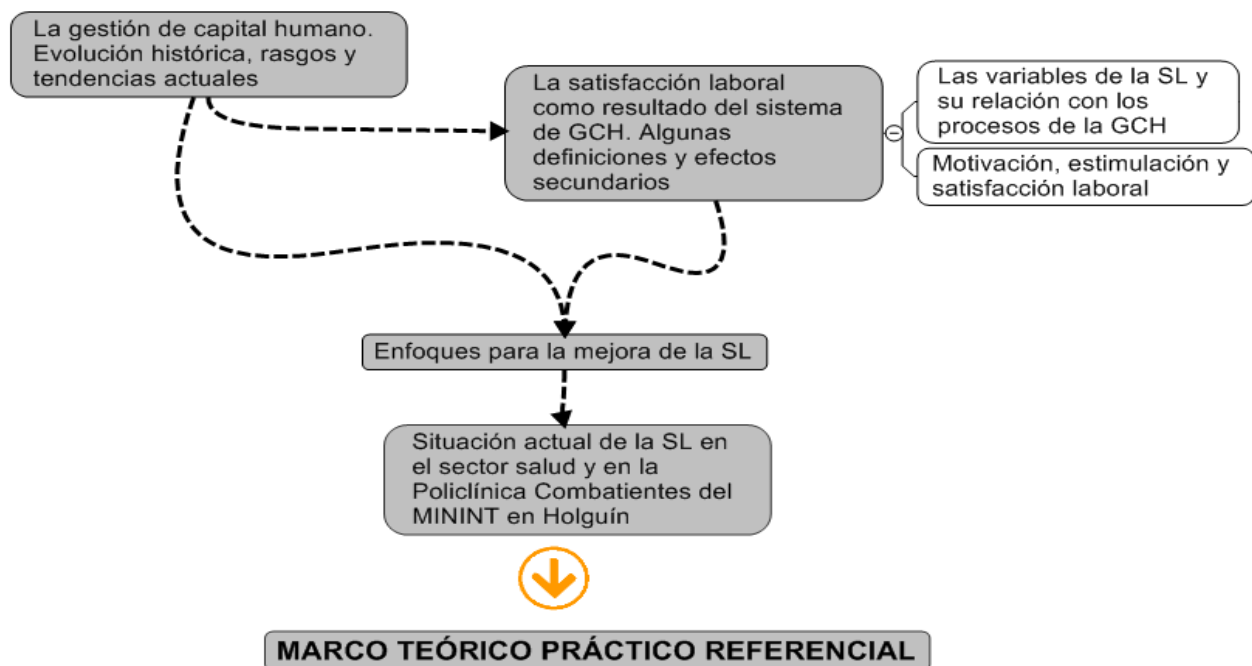 La gestión de capital humano.
Evolución histórica, rasgos y
tendencias actuales
La satisfacción laboral
como resultado del sistema
de GCH. Algunas
definiciones y efectos
secundarios
Las variables de la SL y
su relación con los
procesos de la GCH
Motivación, estimulación y
satisfacción laboral
Enfoques para la mejora de la SL
Situación actual de la SL en
el sector salud y en la
Policlínica Combatientes del
MININT en Holguín
MARCO TEÓRICO PRÁCTICO REFERENCIAL